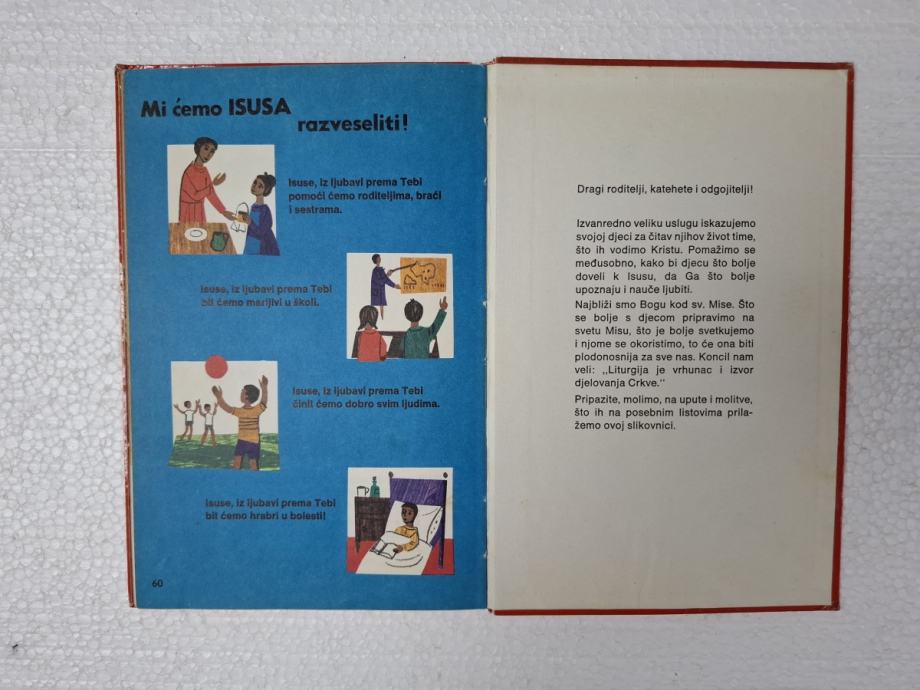 Mi ćemo ISUSA
razveseliti!
Isuse, iz ljubavi prema Tebi
pomoći ćemo roditeljima, braći
i sestrama.
Isuse, iz ljubavi prema Tebi
bit ćemo marljivi u školi.
Isuse, iz ljubavi prema Tebi
činit ćemo dobro svim ljudima.
Isuse, iz ljubavi prema Tebi
bit ćemo hrabri u bolesti!
60
Dragi roditelji, katehete i odgojitelji!
Izvanredno veliku uslugu iskazujemo
svojoj djeci za čitav njihov život time,
što ih vodimo Kristu. Pomažimo se
međusobno, kako bi djecu što bolje
doveli k Isusu, da Ga što bolje
upoznaju i nauče ljubiti.
Najbliži smo Bogu kod sv. Mise. Što
se bolje s djecom pripravimo na
svetu Misu, što je bolje svetkujemo
i njome se okoristimo, to će ona biti
plodonosnija za sve nas. Koncil nam
veli: „Liturgija je vrhunac i izvor
djelovanja Crkve.“
Pripazite, molimo, na upute i molitve,
što ih na posebnim listovima prila-
žemo ovoj slikovnici.